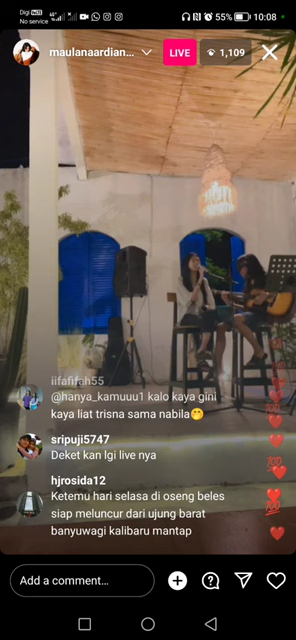 Digi VoLTE
No service
55%
10:08
maulanaardian...
LIVE
1,109
iifafifah55
@hanya_kamuuu1 kalo kaya gini
kaya liat trisna sama nabila🤭
sripuji5747
Deket kan lgi live nya
hjrosida12
Ketemu hari selasa di oseng beles
siap meluncur dari ujung barat
banyuwagi kalibaru mantap
Add a comment...